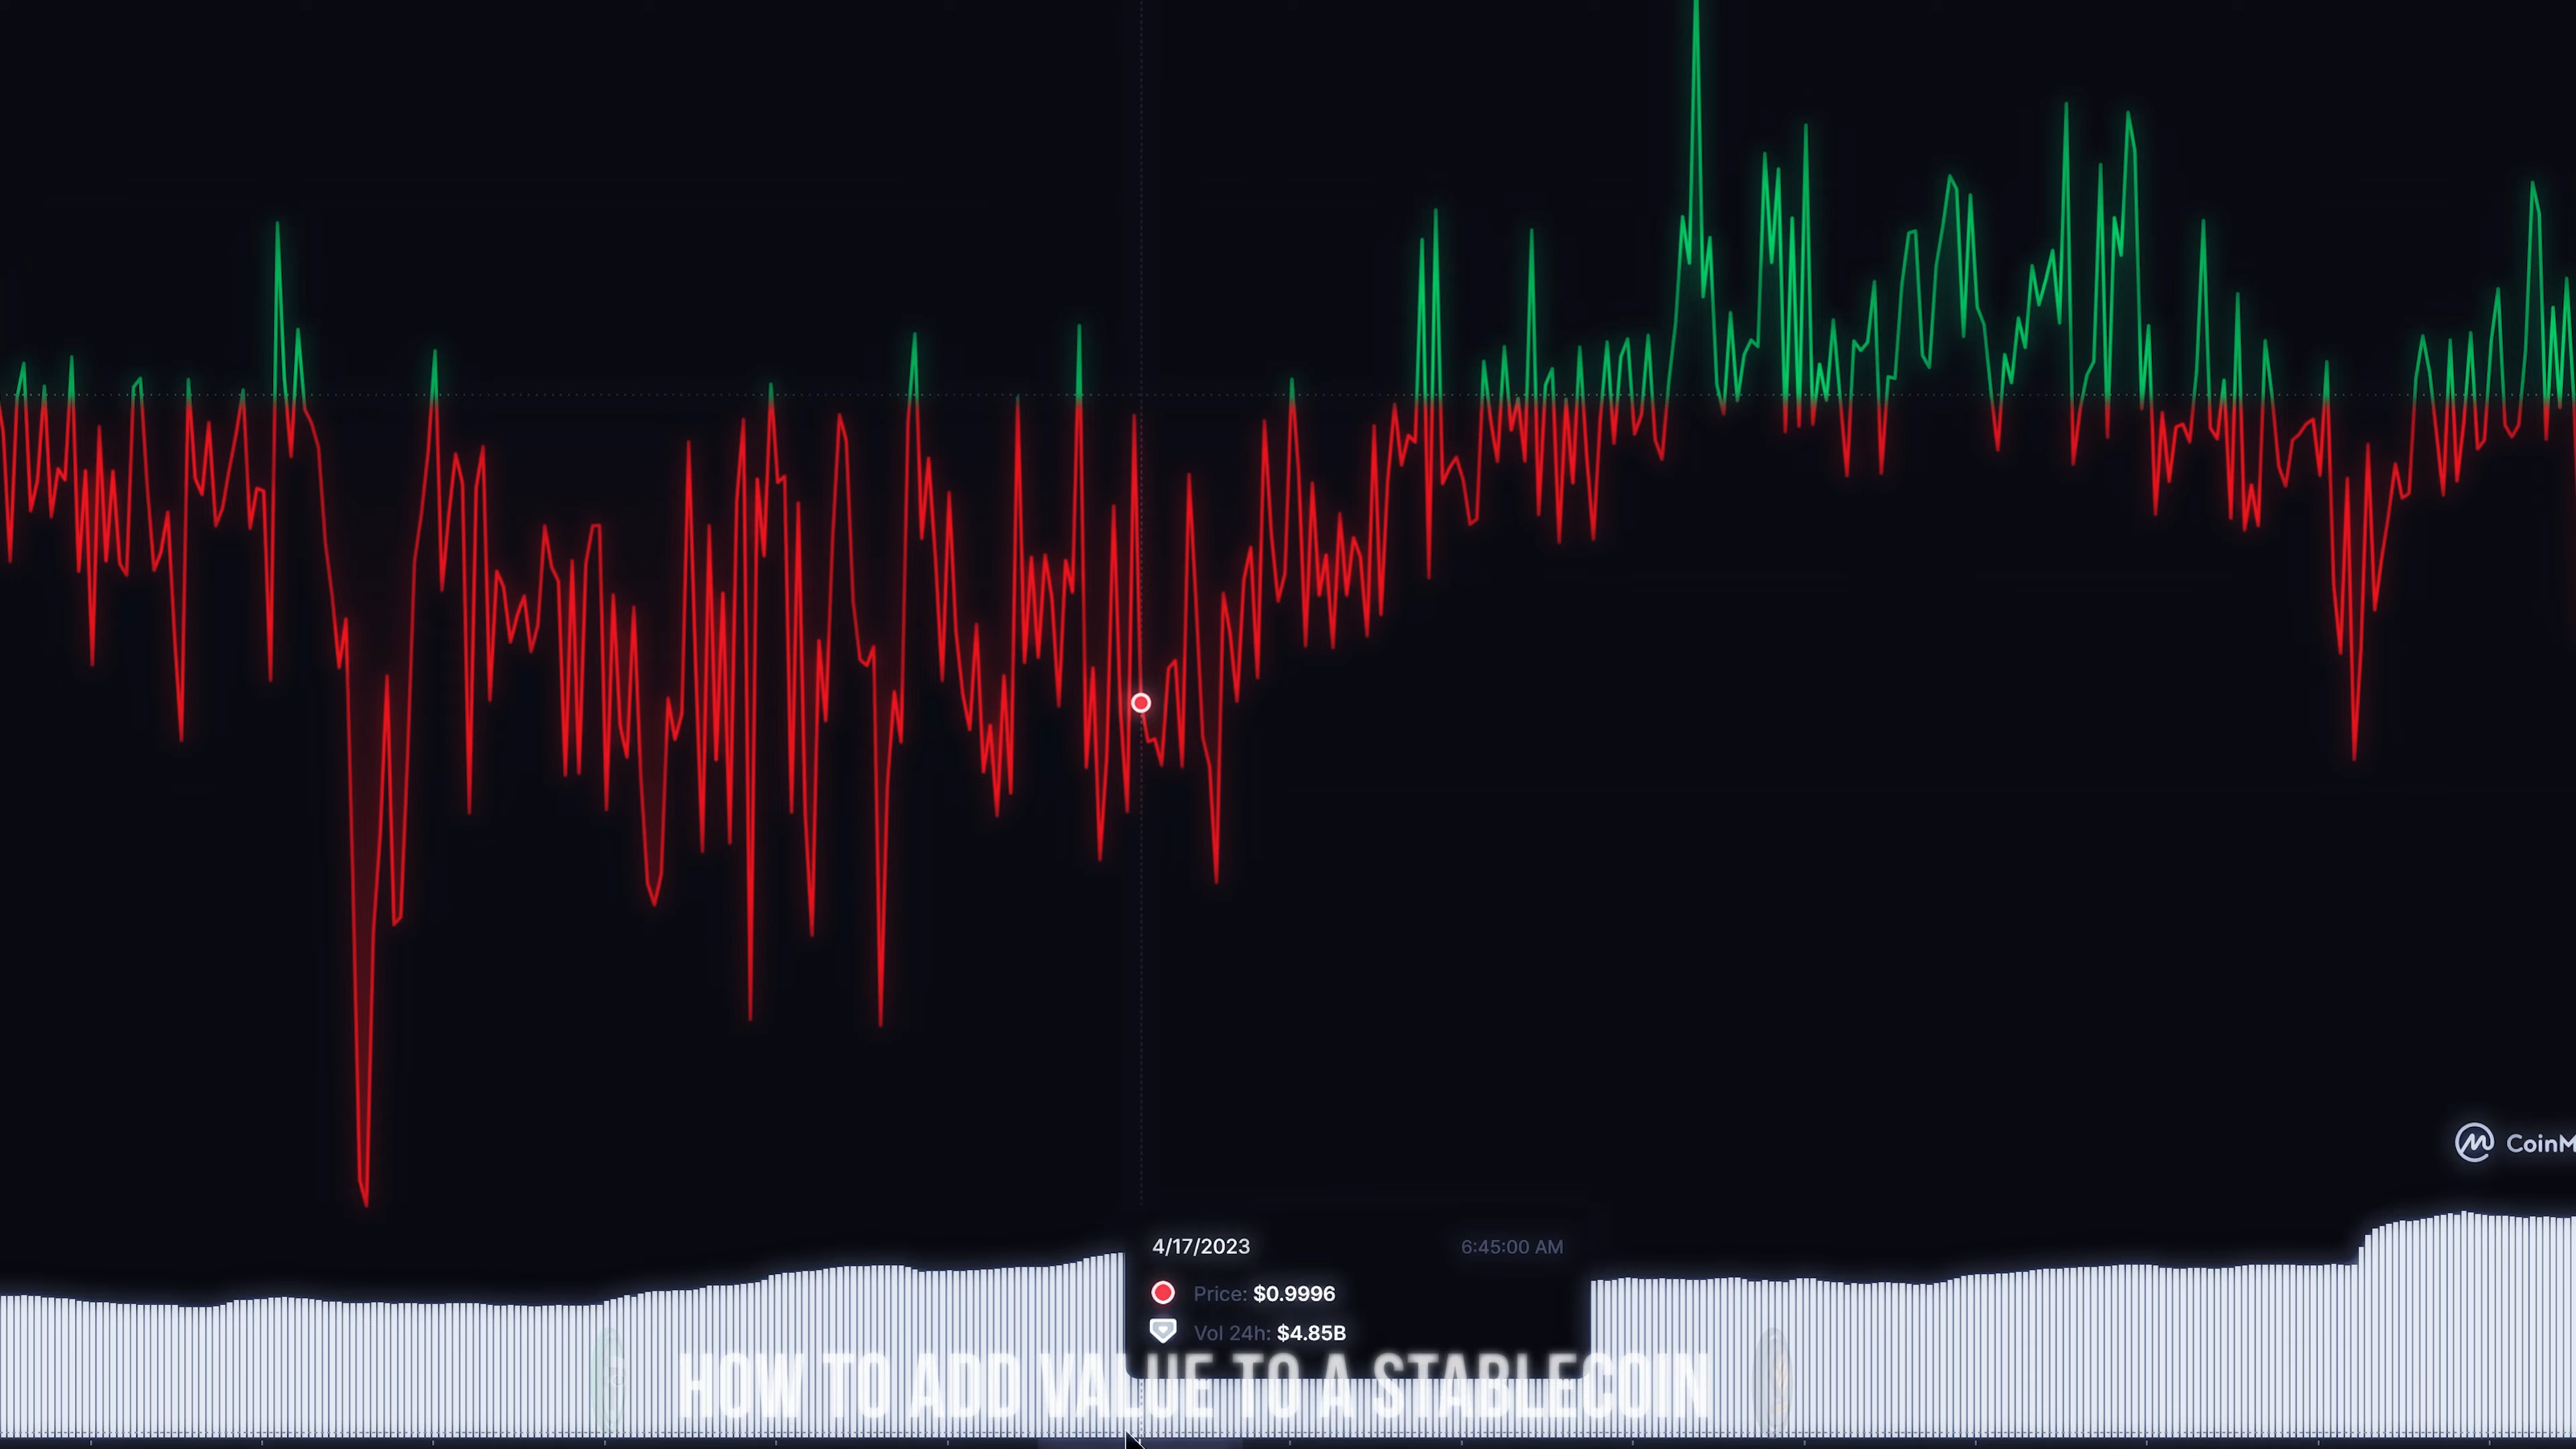 CoinM
4/17/2023 6:45:00 AM
Price: $0.9996
Vol 24h: $4.85B
HOW TO ADD VALUE TO A STABLECOIN